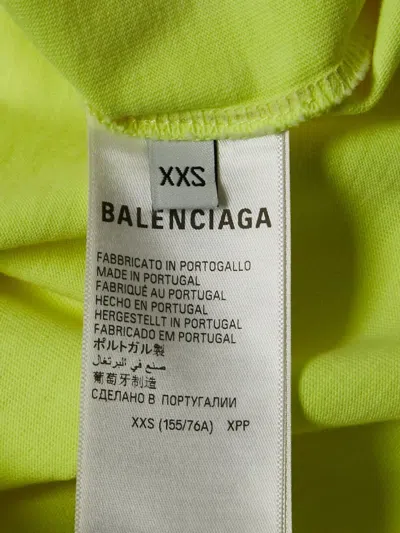 XXS
BALENCIAGA
FABBRICATO IN PORTOGALLO
MADE IN PORTUGAL
FABRIQUÉ AU PORTUGAL
HECHO EN PORTUGAL
HERGESTELLT IN PORTUGAL
FABRICADO EM PORTUGAL
ポルトガル製
صنع في البرتغال
葡萄牙制造
СДЕЛАНО В ПОРТУГАЛИИ
XXS (155/76A) XPP